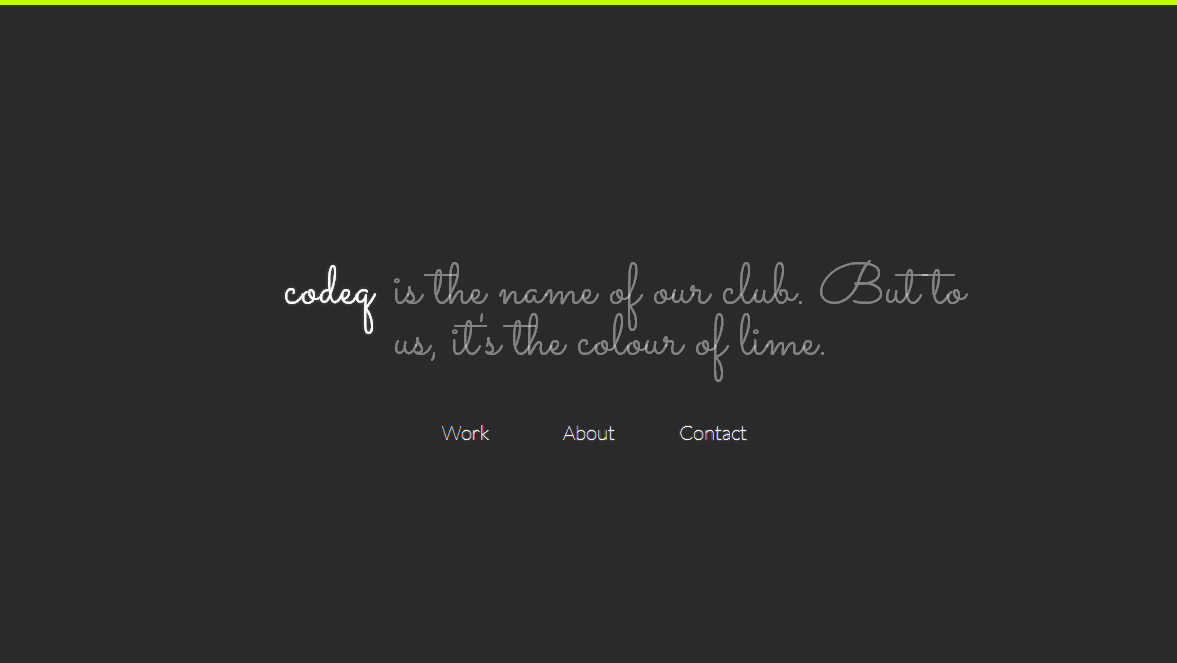 codeq is the name of our club. But to
us, it's the colour of lime.
Work About Contact